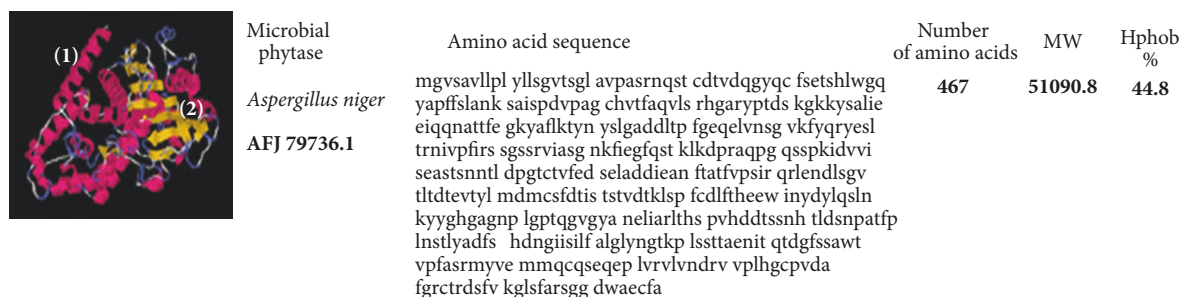 (1)
(2)
Microbial
phytase
Aspergillus niger
AFJ 79736.1
Amino acid sequence
mgvsavllpl yllsgvtsgl avpasrnqst cdtvdqgyqc fsetshlwgq
yapffslank saispdvpag chvtfaqvls rhgaryptds kgkkysalie
eiqqnattfe gkyaflktyn yslgaddltp fgeqelvnsg vkfyqryesl
trnivpfirs sgssrviasg nkfiegfqst klkdpraqpg qsspkidvvi
seastsnntl dpgtctvfed seladdiean ftatfvpsir qrlendlsgv
tltdtevtyl mdmcsfdtis tstvdtklsp fcdlftheew inydylqsln
kyyghgagnp lgptqgvgya neliarlths pvhddtssnh tldsnpatfp
lnstlyadfs hdngiisilf alglyngtkp lssttaenit qtdgfssawt
vpfasrmyve mmqcqseqep lvrvlvndrv vplhgcpvda
fgrctrdsfv kglsfarsgg dwaecfa
Number
of amino acids
467
MW
51090.8
Hphob
%
44.8